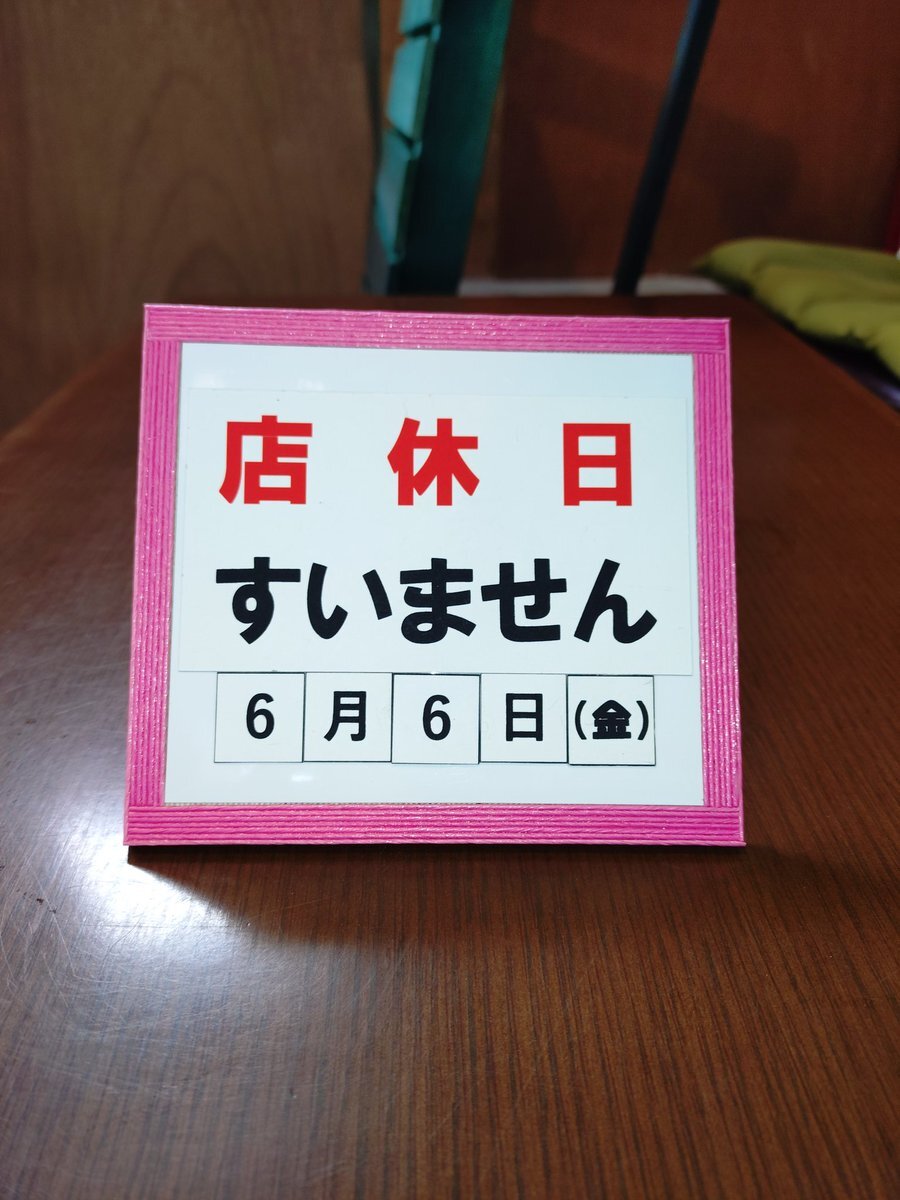 店 休 日
すいません
6月6日(金)